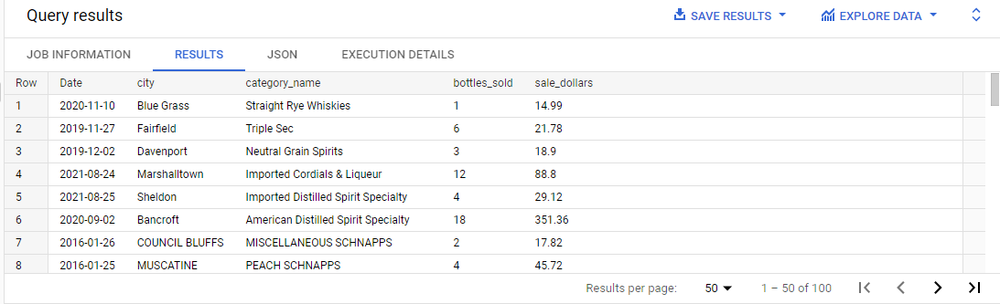 Query results SAVE RESULTS EXPLORE DATA
JOB INFORMATION RESULTS JSON EXECUTION DETAILS
Row Date city category_name bottles_sold sale_dollars
1 2020-11-10 Blue Grass Straight Rye Whiskies 1 14.99
2 2019-11-27 Fairfield Triple Sec 6 21.78
3 2019-12-02 Davenport Neutral Grain Spirits 3 18.9
4 2021-08-24 Marshalltown Imported Cordials & Liqueur 12 88.8
5 2021-08-25 Sheldon Imported Distilled Spirit Specialty 4 29.12
6 2020-09-02 Bancroft American Distilled Spirit Specialty 18 351.36
7 2016-01-26 COUNCIL BLUFFS MISCELLANEOUS SCHNAPPS 2 17.82
8 2016-01-25 MUSCATINE PEACH SCHNAPPS 4 45.72
Results per page: 50 1 – 50 of 100